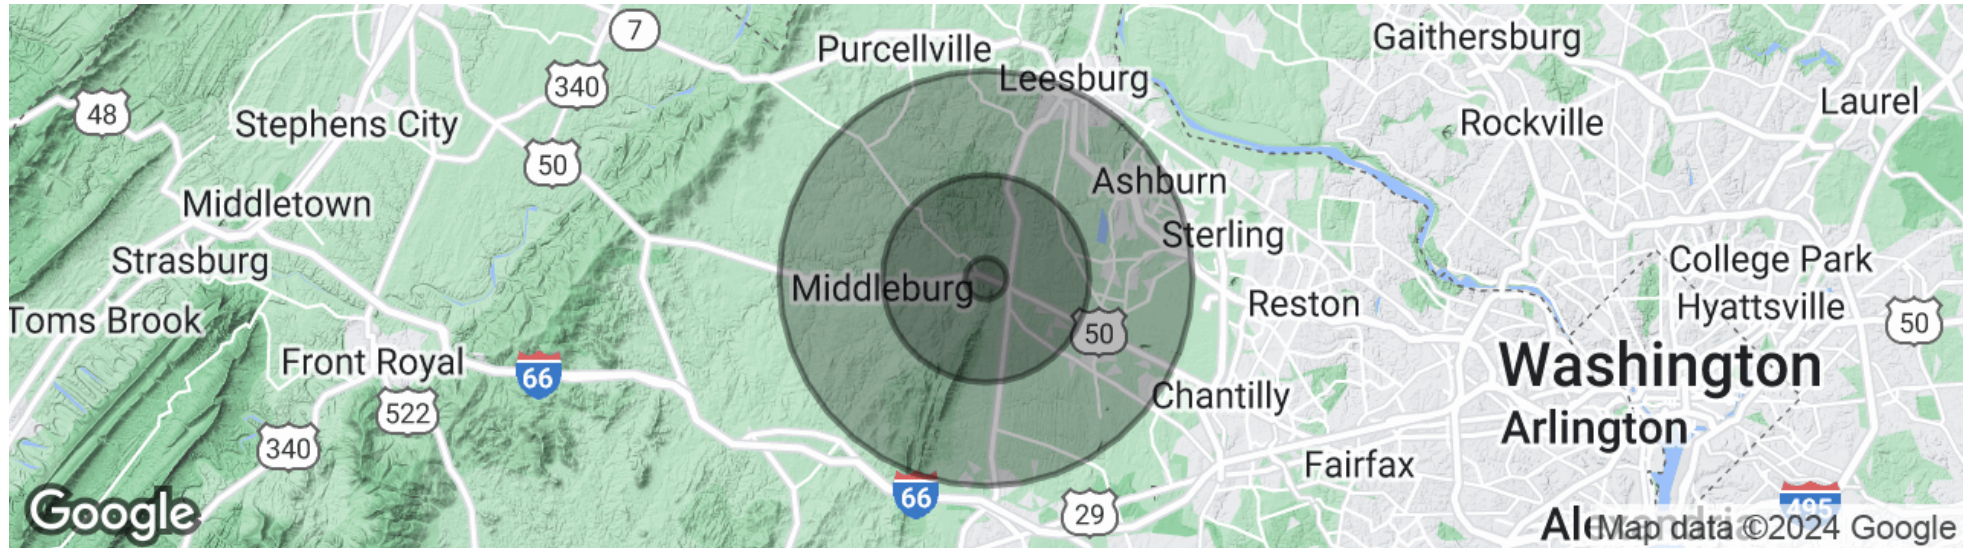 7
Purcellville
Gaithersburg
340
Leesburg
48
Laurel
Stephens City
Rockville
50
Ashburn
Middletown
Sterling
Strasburg
College Park
Middleburg
Reston
Hyattsville
Toms Brook
50
50
Front Royal
Washington
66
Chantilly
522
Arlington
340
Fairfax
66
495
29
Google
Map data ©2024 Google